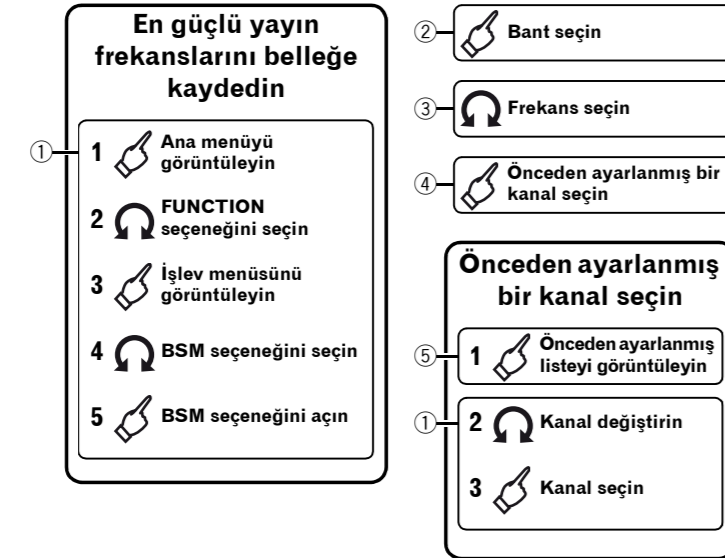 En güçlü yayın
frekanslarını belleğe
kaydedin
①
1 Ana menüyü
görüntüleyin
2 FUNCTION
seçeneğini seçin
3 İşlev menüsünü
görüntüleyin
4 BSM seçeneğini seçin
5 BSM seçeneğini açın
② Bant seçin
③ Frekans seçin
④ Önceden ayarlanmış bir
kanal seçin
Önceden ayarlanmış
bir kanal seçin
⑤ 1 Önceden ayarlanmış
listeyi görüntüleyin
① 2 Kanal değiştirin
3 Kanal seçin